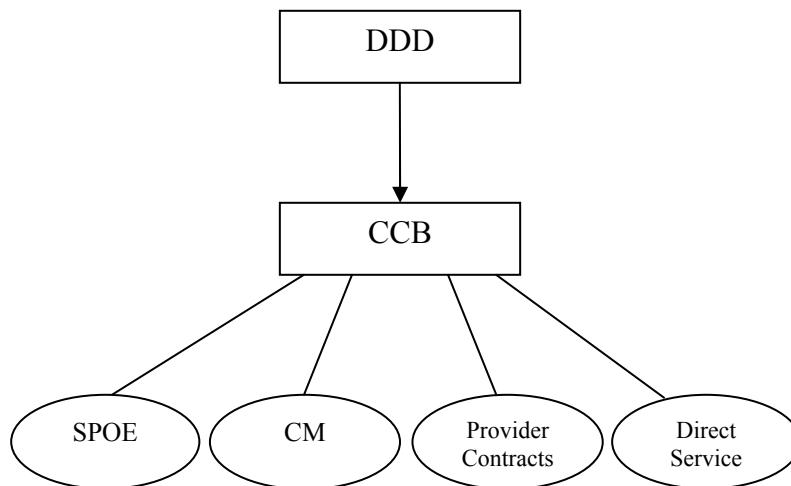 DDD
CCB
SPOE
CM
Provider
Contracts
Direct
Service